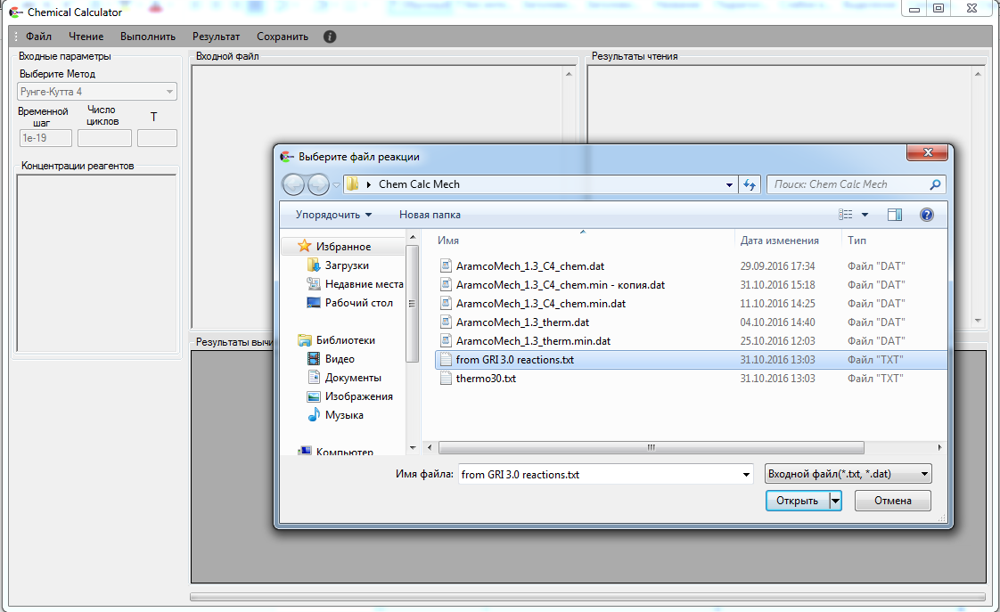 Chemical Calculator
Файл Чтение Выполнить Результат Сохранить
Входные параметры
Выберите Метод
Рунге-Кутта 4
Временной шаг
Число циклов
T
1e-19
Концентрации реагентов
Входной файл
Результаты чтения
Результаты вычи
Выберите файл реакции
Chem Calc Mech
Поиск: Chem Calc Mech
Упорядочить Новая папка
Избранное
Загрузки
Недавние места
Рабочий стол
Библиотеки
Видео
Документы
Изображения
Музыка
Компьютер
Имя Дата изменения Тип
AramcoMech_1.3_C4_chem.dat 29.09.2016 17:34 Файл "DAT"
AramcoMech_1.3_C4_chem.min - копия.dat 31.10.2016 15:18 Файл "DAT"
AramcoMech_1.3_C4_chem.min.dat 11.10.2016 14:25 Файл "DAT"
AramcoMech_1.3_therm.dat 04.10.2016 14:40 Файл "DAT"
AramcoMech_1.3_therm.min.dat 25.10.2016 12:03 Файл "DAT"
from GRI 3.0 reactions.txt 31.10.2016 13:03 Файл "TXT"
thermo30.txt 31.10.2016 13:03 Файл "TXT"
Имя файла: from GRI 3.0 reactions.txt Входной файл(*.txt, *.dat)
Открыть Отмена